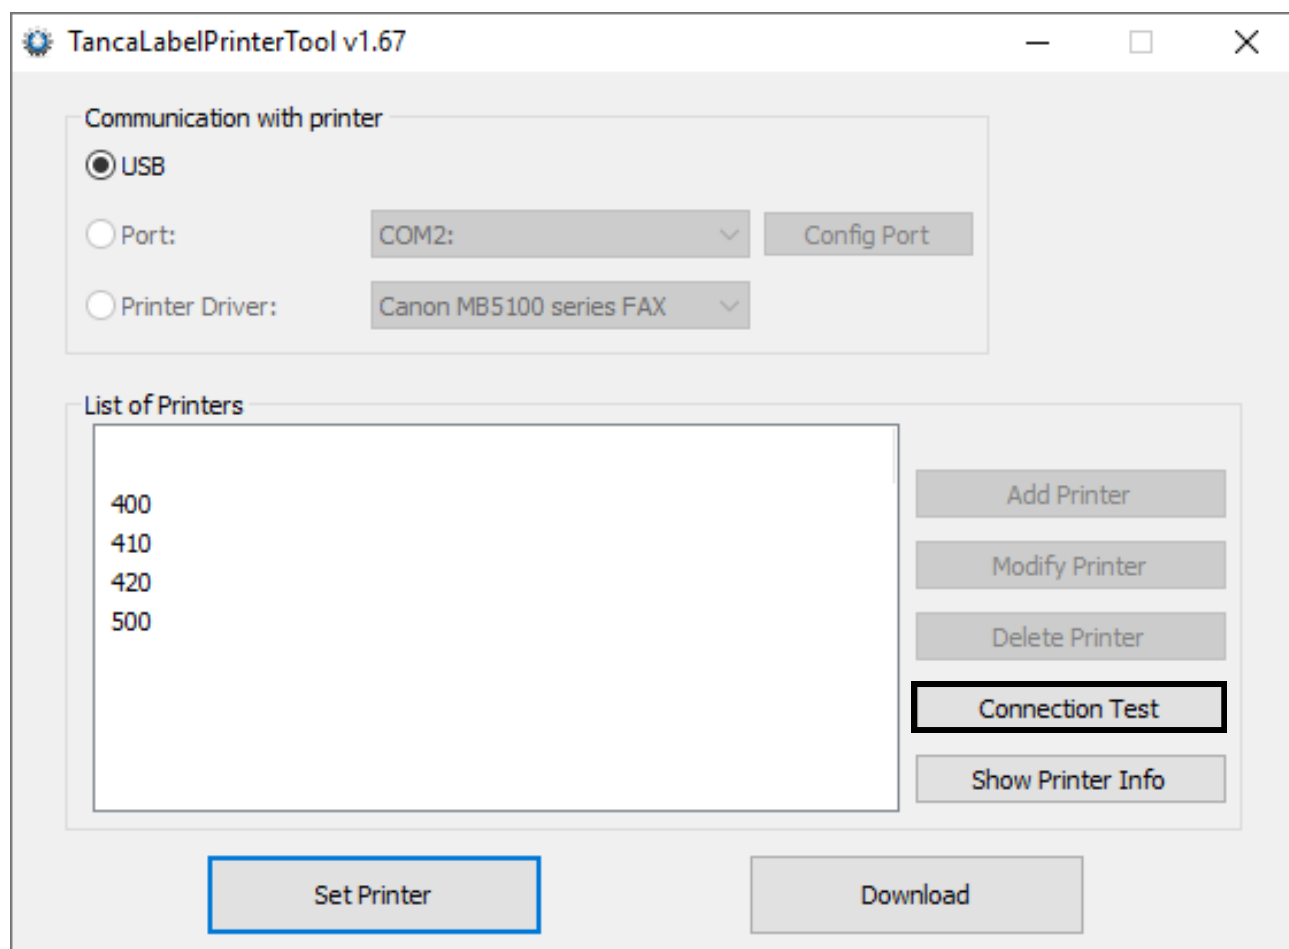 TancaLabelPrinterTool v1.67
Communication with printer
USB
Port: COM2: Config Port
Printer Driver: Canon MB5100 series FAX
List of Printers
400
410
420
500
Add Printer
Modify Printer
Delete Printer
Connection Test
Show Printer Info
Set Printer Download